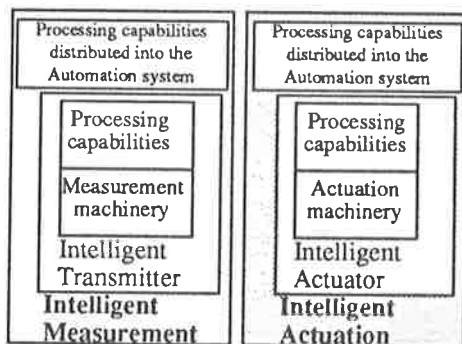 Processing capabilities
distributed into the
Automation system
Processing
capabilities
Measurement
machinery
Intelligent
Transmitter
Intelligent
Measurement
Processing capabilities
distributed into the
Automation system
Processing
capabilities
Actuation
machinery
Intelligent
Actuator
Intelligent
Actuation